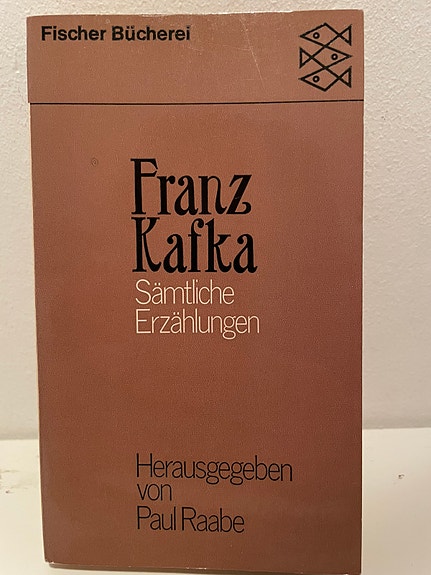 Fischer Bücherei
Franz
Kafka
Sämtliche
Erzählungen
Herausgegeben
von
Paul Raabe